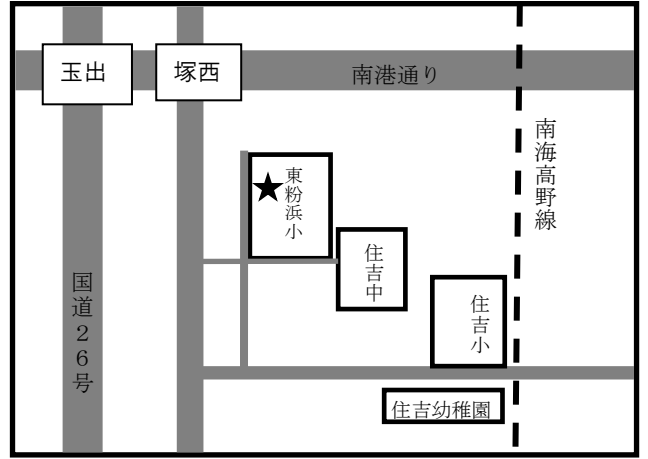 玉出
塚西
南港通り
南海高野線
東粉浜小
住吉中
国道２６号
住吉小
住吉幼稚園